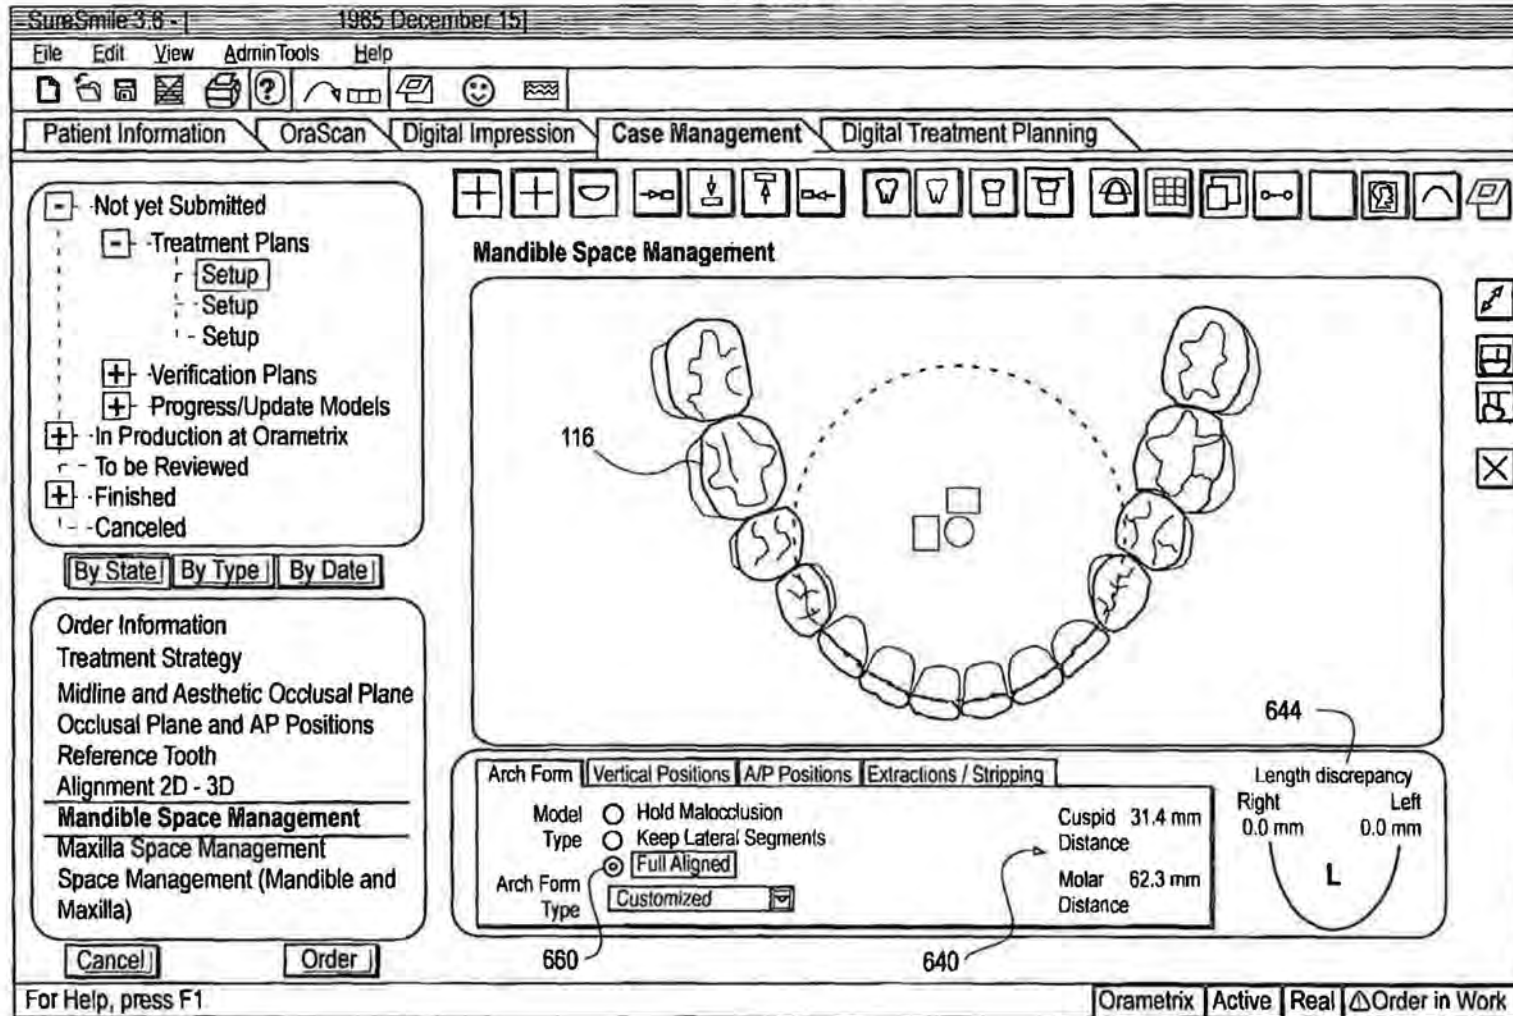 SureSmile 3.6 - [ 1985 December 15]
File Edit View AdminTools Help
?
Patient Information OraScan Digital Impression Case Management Digital Treatment Planning
- Not yet Submitted
- Treatment Plans
Setup
Setup
Setup
+ Verification Plans
+ Progress/Update Models
+ In Production at Orametrix
To be Reviewed
+ Finished
Canceled
By State By Type By Date
Order Information
Treatment Strategy
Midline and Aesthetic Occlusal Plane
Occlusal Plane and AP Positions
Reference Tooth
Alignment 2D - 3D
Mandible Space Management
Maxilla Space Management
Space Management (Mandible and
Maxilla)
Cancel Order
Mandible Space Management
116
644
Arch Form Vertical Positions A/P Positions Extractions / Stripping
Model
Type
Hold Malocclusion
Keep Lateral Segments
Full Aligned
Arch Form
Type
Customized
Cuspid 31.4 mm
Distance
Molar 62.3 mm
Distance
Length discrepancy
Right Left
0.0 mm 0.0 mm
L
660
640
For Help, press F1
Orametrix Active Real Order in Work